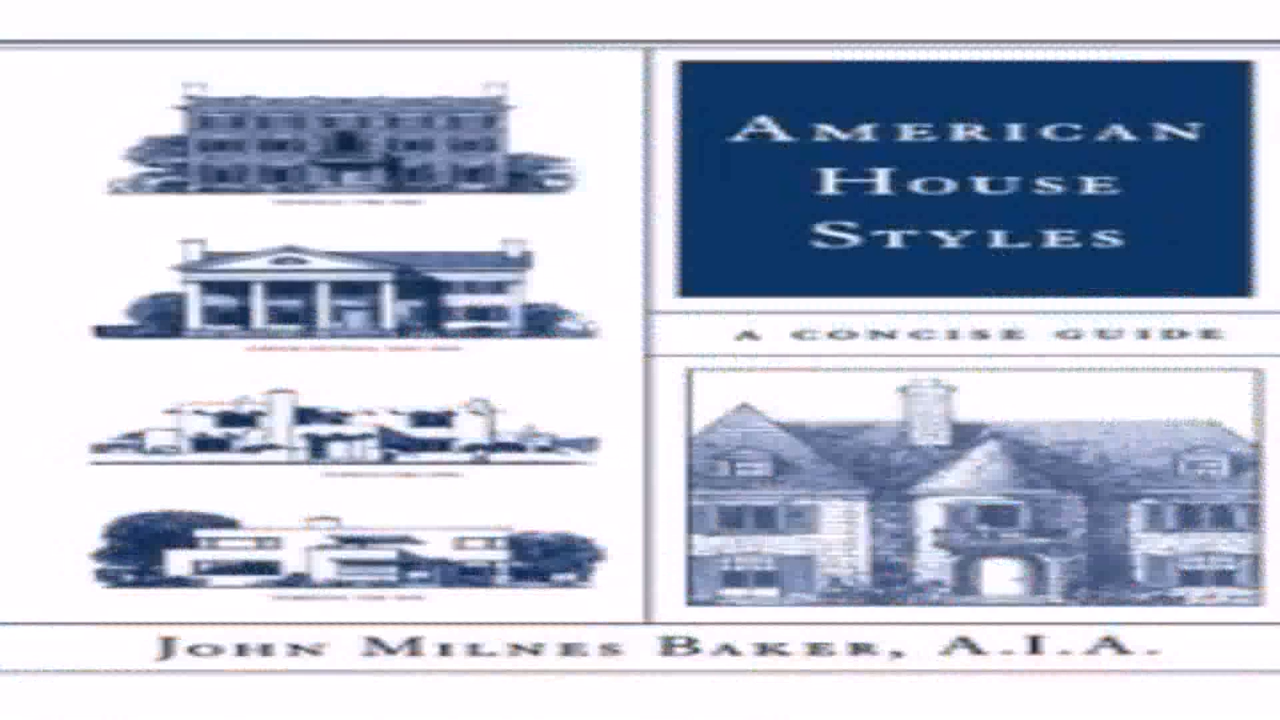 AMERICAN
HOUSE
STYLES
A CONCISE GUIDE
JOHN MILNES BAKER, A.I.A.